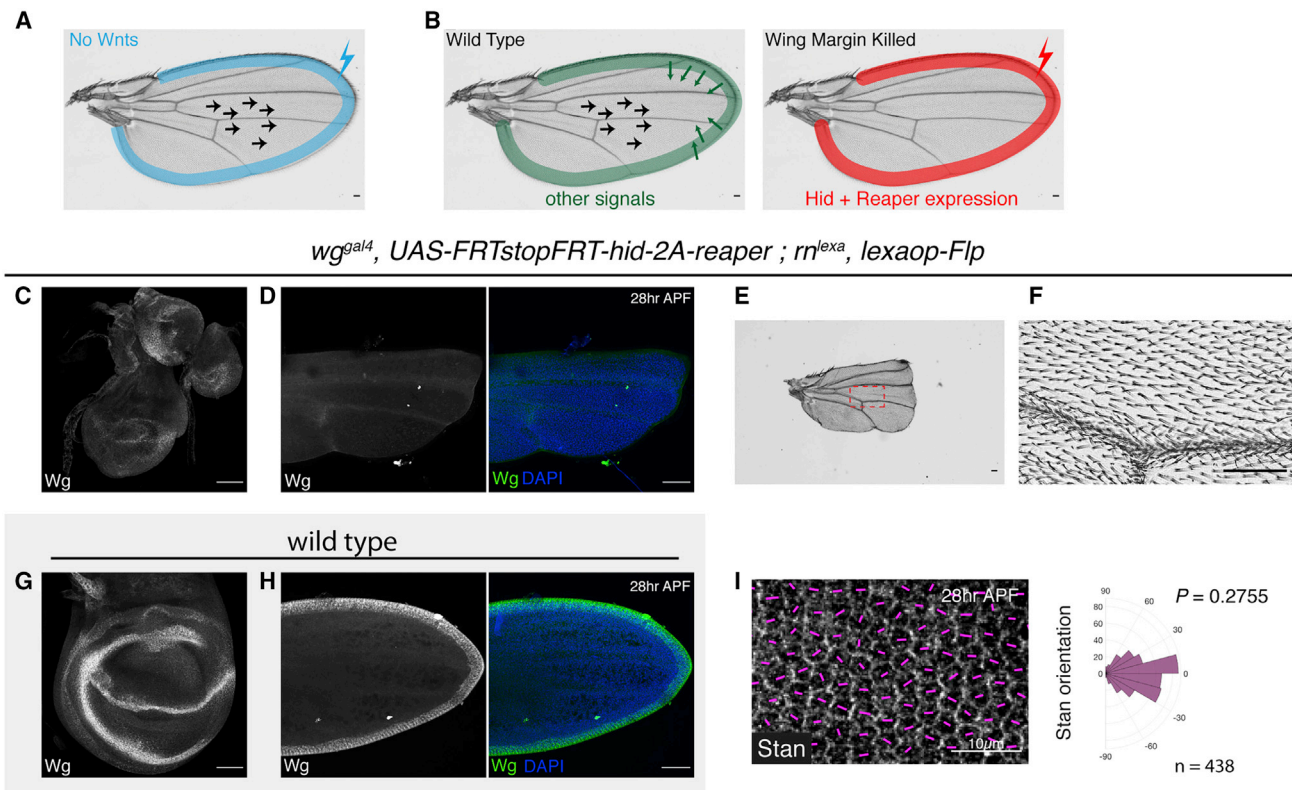 A
No Wnts
B
Wild Type
other signals
Wing Margin Killed
Hid + Reaper expression
wg^gal4, UAS-FRTstopFRT-hid-2A-reaper ; rn^lexa, lexaop-Flp
C
Wg
D
Wg
28hr APF
Wg DAPI
E
F
wild type
G
Wg
H
Wg
28hr APF
Wg DAPI
I
28hr APF
Stan
10μm
Stan orientation
90
80
60
40
20
0
60
30
0
-30
-60
-90
P = 0.2755
n = 438